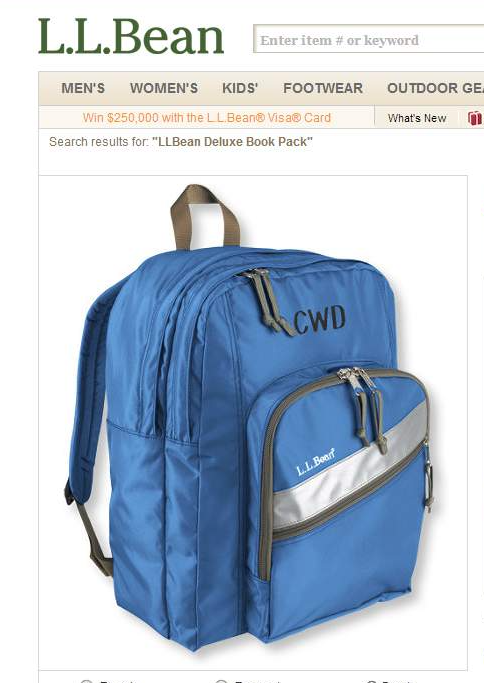 L.L.Bean
Enter item # or keyword
MEN'S WOMEN'S KIDS' FOOTWEAR OUTDOOR GEA
Win $250,000 with the L.L.Bean® Visa® Card What's New
Search results for: "LLBean Deluxe Book Pack"
CWD
L.L.Bean